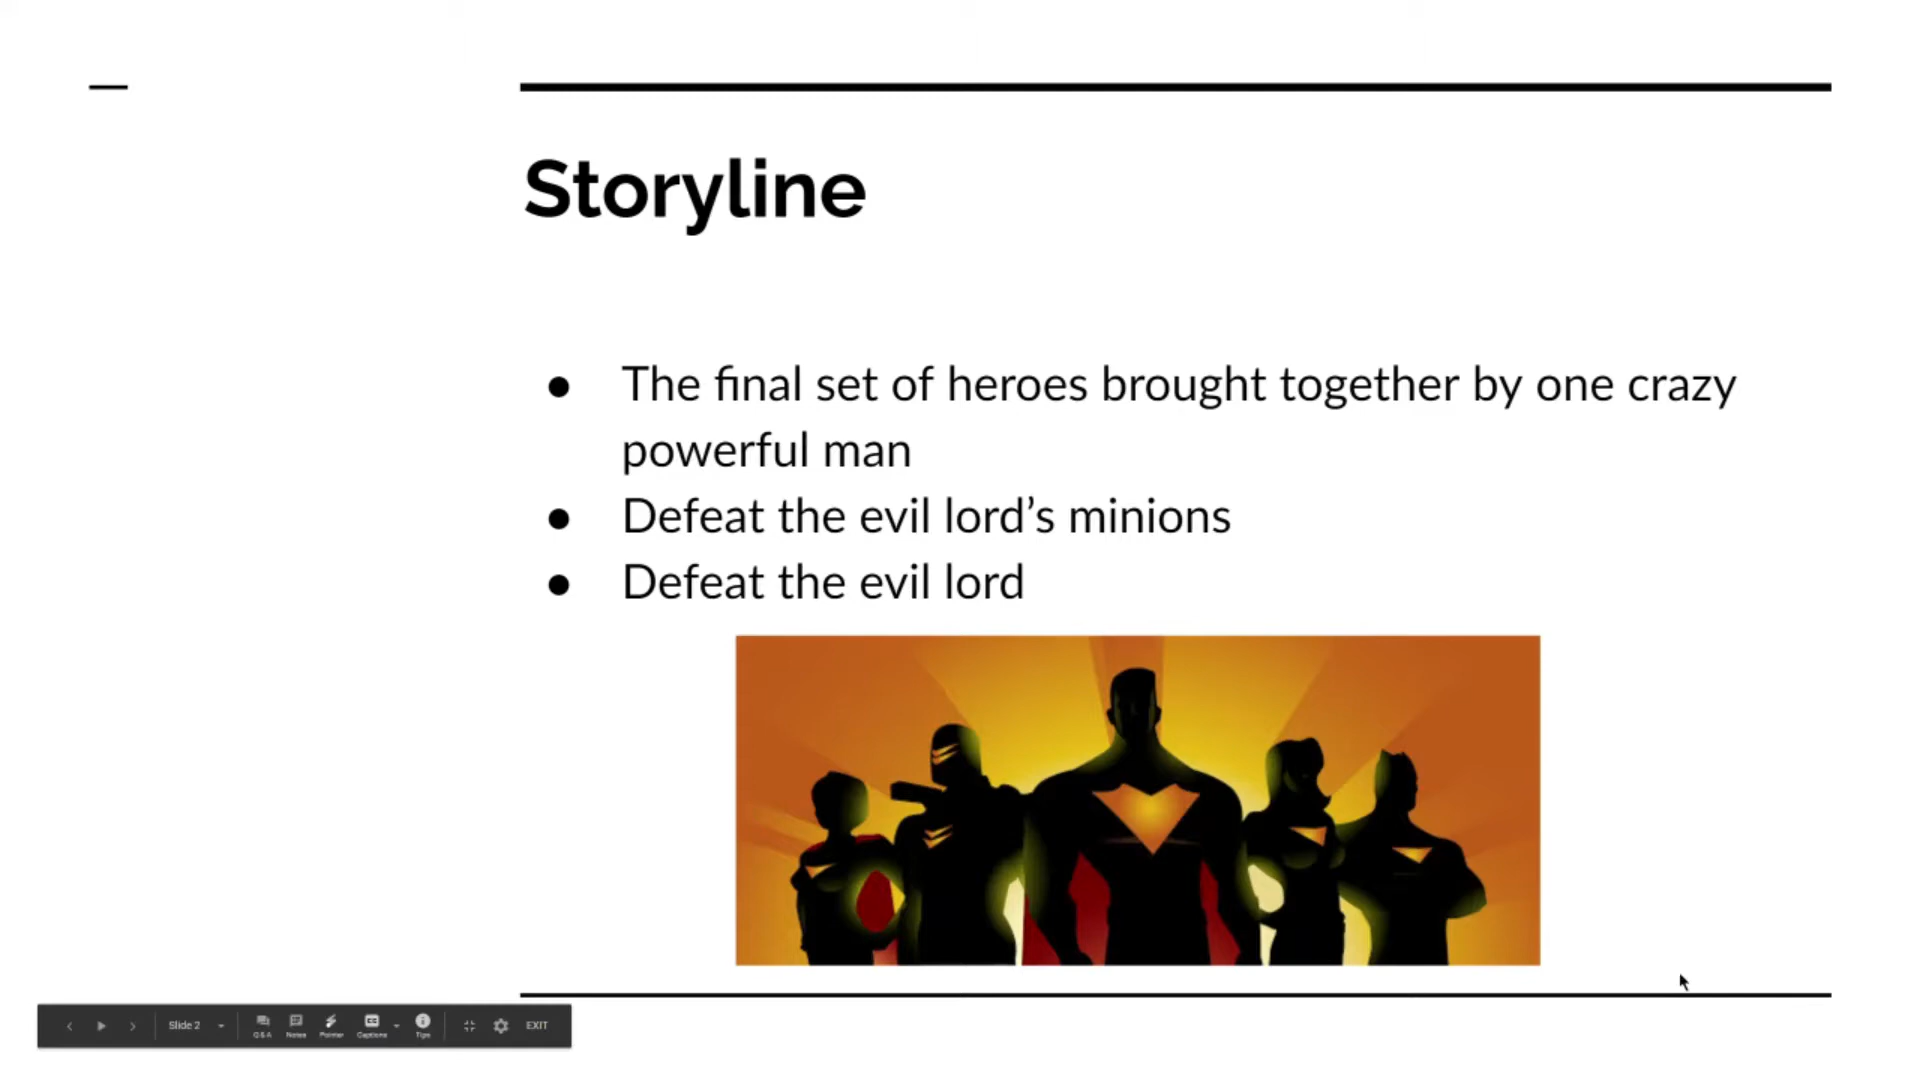 Storyline
● The final set of heroes brought together by one crazy
powerful man
● Defeat the evil lord’s minions
● Defeat the evil lord
Slide 2 Q&A Notes Pointer Captions Tips EXIT